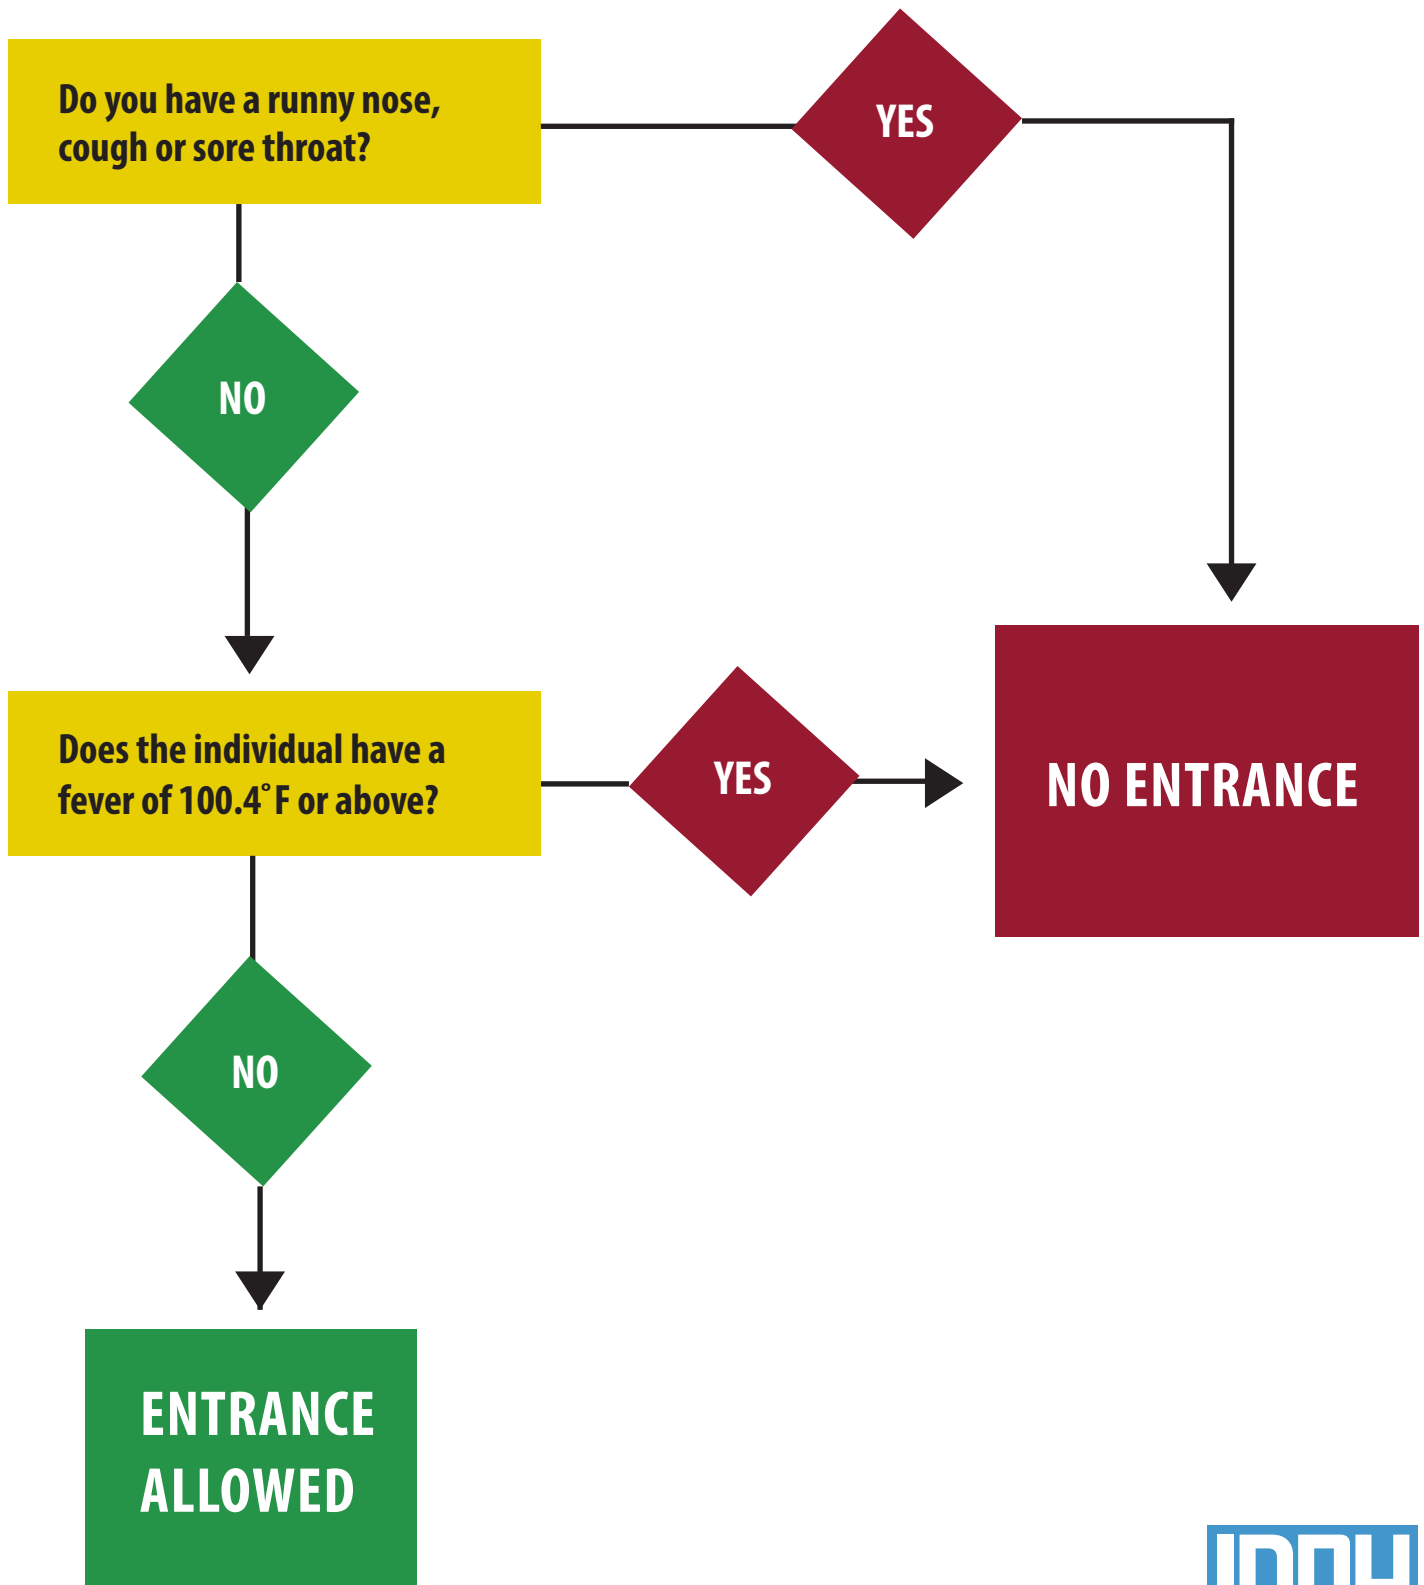 Do you have a runny nose,
cough or sore throat?
YES
NO
Does the individual have a
fever of 100.4˚F or above?
YES
NO ENTRANCE
NO
ENTRANCE
ALLOWED